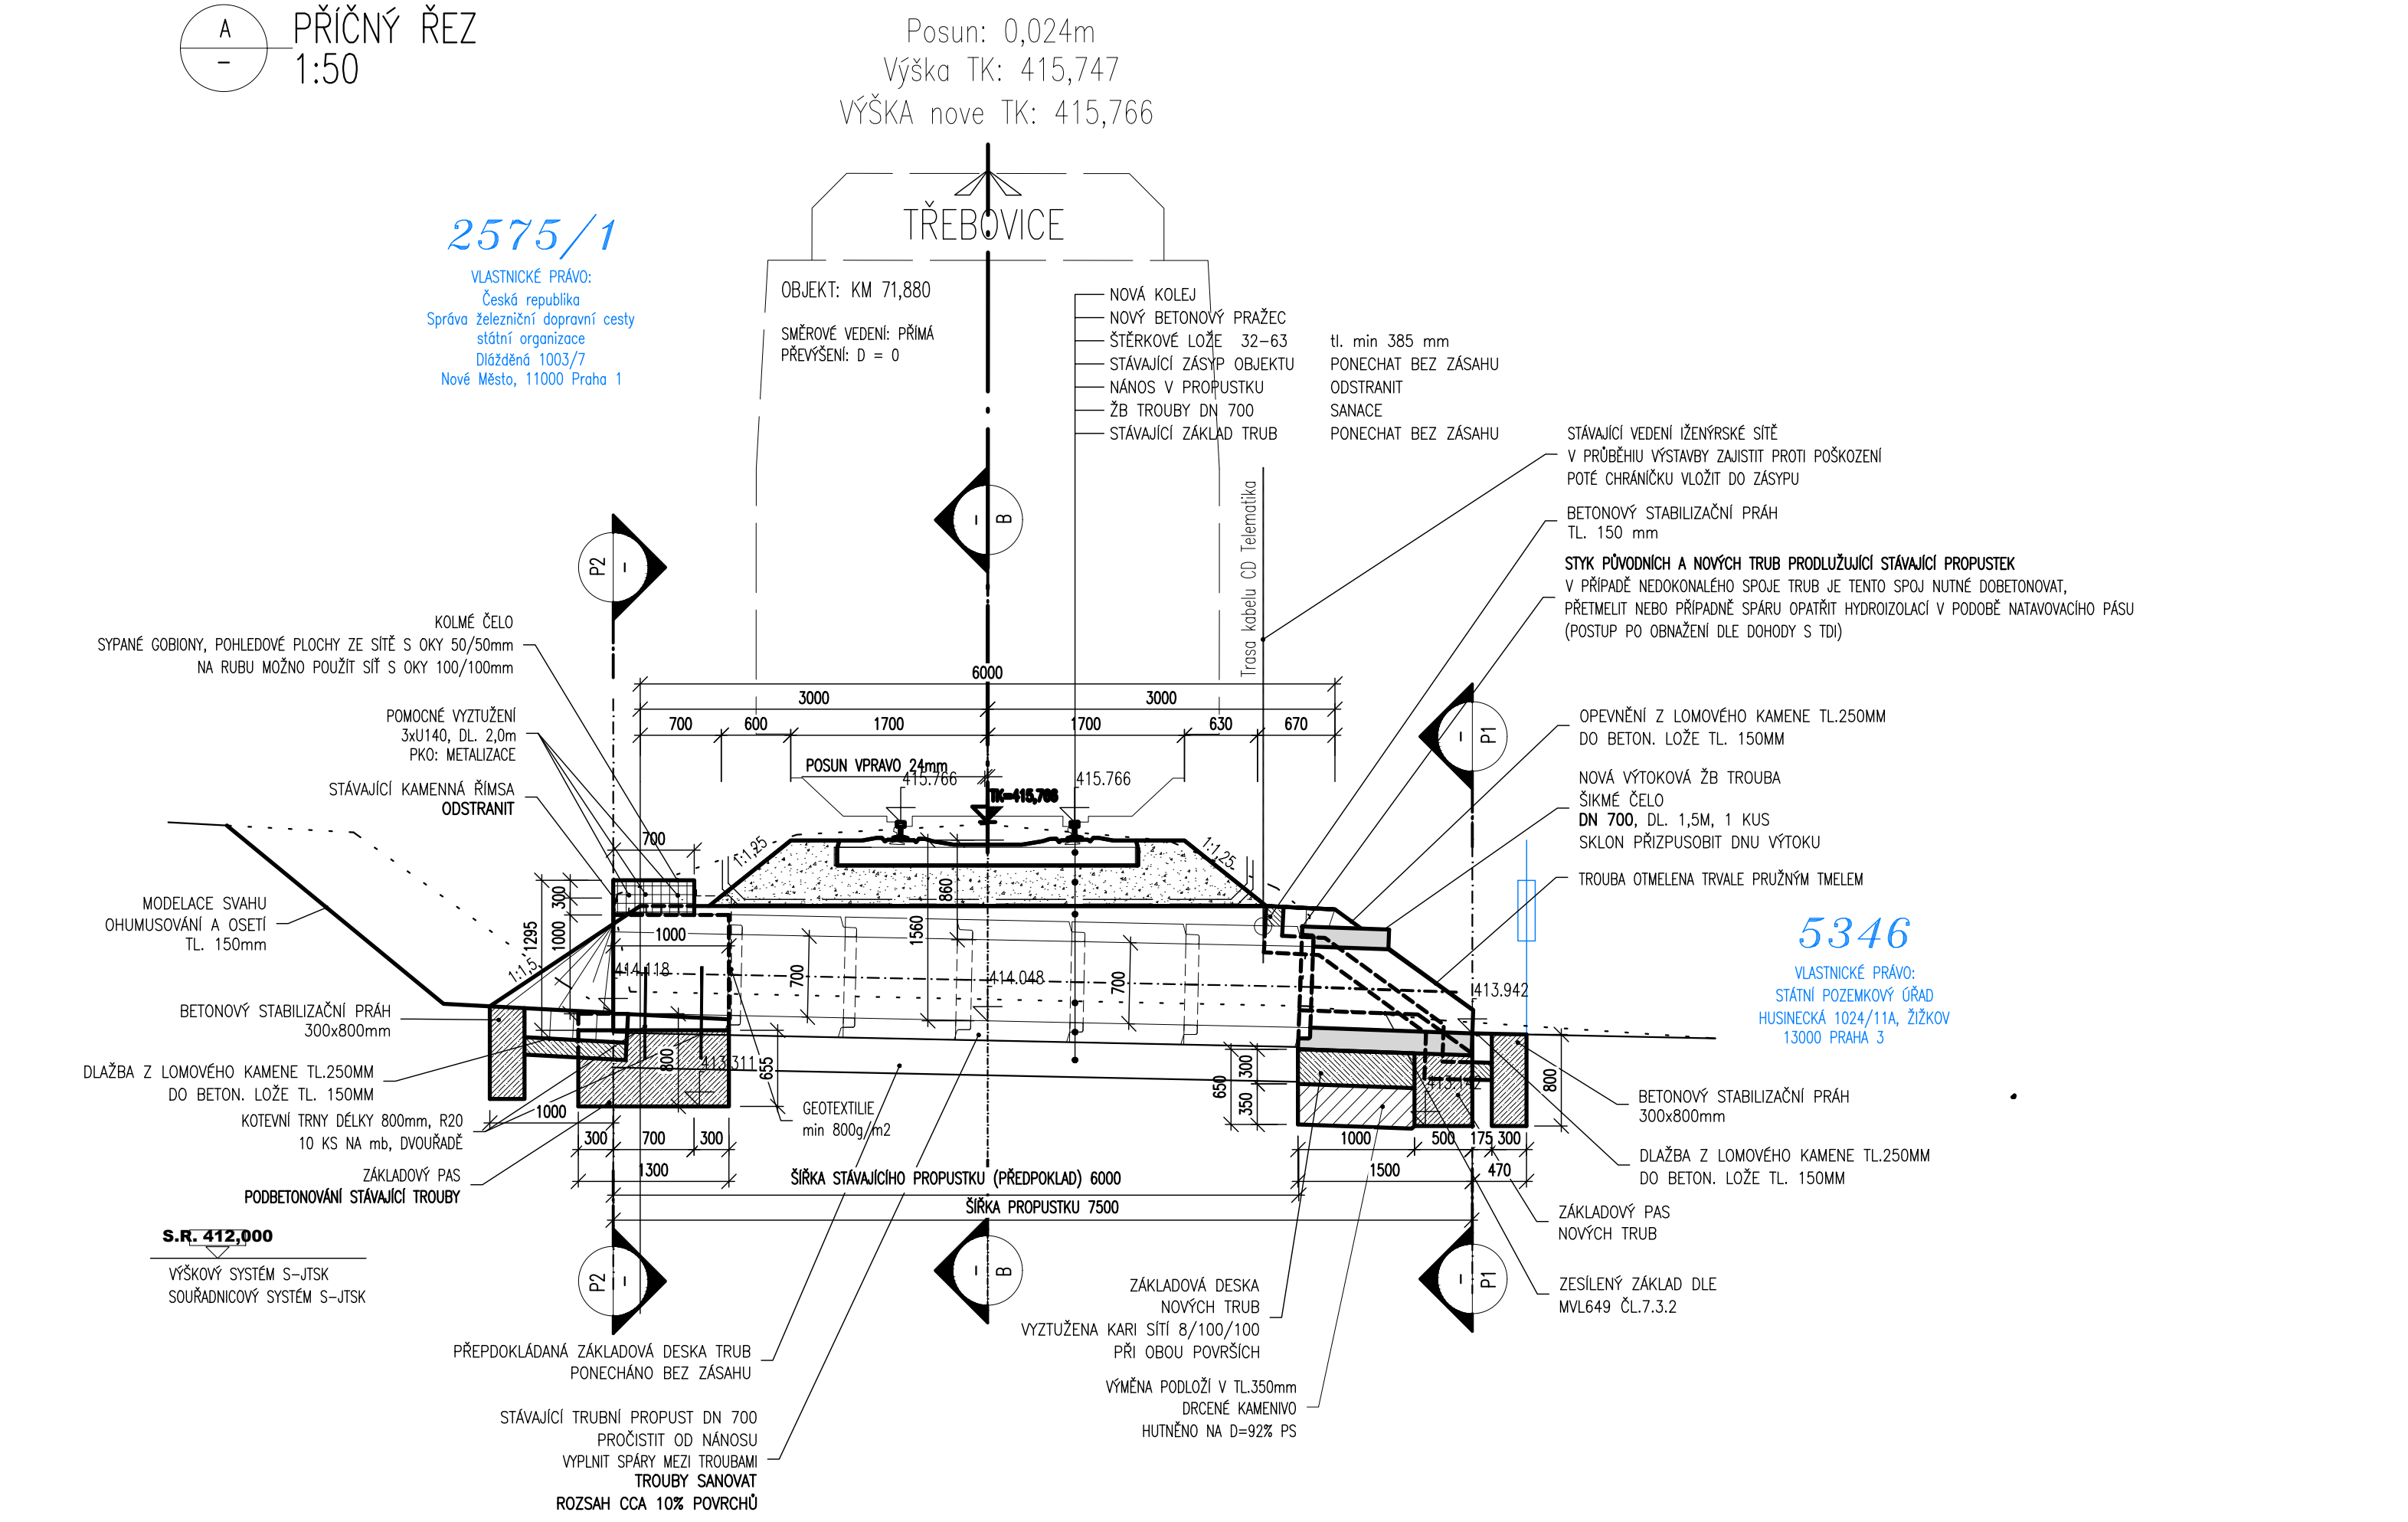 A
–
PŘÍČNÝ ŘEZ
1:50
Posun: 0,024m
Výška TK: 415,747
VÝŠKA nove TK: 415,766
TŘEBOVICE
2575/1
VLASTNICKÉ PRÁVO:
Česká republika
Správa železniční dopravní cesty
státní organizace
Dlážděná 1003/7
Nové Město, 11000 Praha 1
OBJEKT: KM 71,880
SMĚROVÉ VEDENÍ: PŘÍMÁ
PŘEVÝŠENÍ: D = 0
NOVÁ KOLEJ
NOVÝ BETONOVÝ PRAŽEC
ŠTĚRKOVÉ LOŽE 32-63 tl. min 385 mm
STÁVAJÍCÍ ZÁSYP OBJEKTU PONECHAT BEZ ZÁSAHU
NÁNOS V PROPUSTKU ODSTRANIT
ŽB TROUBY DN 700 SANACE
STÁVAJÍCÍ ZÁKLAD TRUB PONECHAT BEZ ZÁSAHU
STÁVAJÍCÍ VEDENÍ IŽENÝRSKÉ SÍTĚ
V PRŮBĚHIU VÝSTAVBY ZAJISTIT PROTI POŠKOZENÍ
POTÉ CHRÁNÍČKU VLOŽIT DO ZÁSYPU
BETONOVÝ STABILIZAČNÍ PRÁH
TL. 150 mm
STYK PŮVODNÍCH A NOVÝCH TRUB PRODLUŽUJÍCÍ STÁVAJÍCÍ PROPUSTEK
V PŘÍPADĚ NEDOKONALÉHO SPOJE TRUB JE TENTO SPOJ NUTNÉ DOBETONOVAT,
PŘETMELIT NEBO PŘÍPADNĚ SPÁRU OPATŘIT HYDROIZOLACÍ V PODOBĚ NATAVOVACÍHO PÁSU
(POSTUP PO OBNAŽENÍ DLE DOHODY S TDI)
Trasa kabelu CD Telematika
B
–
P2
–
P1
–
KOLMÉ ČELO
SYPANÉ GOBIONY, POHLEDOVÉ PLOCHY ZE SÍTĚ S OKY 50/50mm
NA RUBU MOŽNO POUŽÍT SÍŤ S OKY 100/100mm
POMOCNÉ VYZTUŽENÍ
3xU140, DL. 2,0m
PKO: METALIZACE
STÁVAJÍCÍ KAMENNÁ ŘÍMSA
ODSTRANIT
6000
3000 3000
700 600 1700 1700 630 670
POSUN VPRAVO 24mm
415.766 415.766
TK=415,766
OPEVNĚNÍ Z LOMOVÉHO KAMENE TL.250MM
DO BETON. LOŽE TL. 150MM
NOVÁ VÝTOKOVÁ ŽB TROUBA
ŠIKMÉ ČELO
DN 700, DL. 1,5M, 1 KUS
SKLON PŘIZPUSOBIT DNU VÝTOKU
TROUBA OTMELENA TRVALE PRUŽNÝM TMELEM
700
1:1,25 1:1,25
MODELACE SVAHU
OHUMUSOVÁNÍ A OSETÍ
TL. 150mm
1:1,5
1295
300
1000
1000
860
1560
700 700
414.118 414.048 413.942
5346
VLASTNICKÉ PRÁVO:
STÁTNÍ POZEMKOVÝ ÚŘAD
HUSINECKÁ 1024/11A, ŽIŽKOV
13000 PRAHA 3
BETONOVÝ STABILIZAČNÍ PRÁH
300x800mm
DLAŽBA Z LOMOVÉHO KAMENE TL.250MM
DO BETON. LOŽE TL. 150MM
KOTEVNÍ TRNY DÉLKY 800mm, R20
10 KS NA mb, DVOUŘADĚ
ZÁKLADOVÝ PAS
PODBETONOVÁNÍ STÁVAJÍCÍ TROUBY
1000
800
413.311
655
GEOTEXTILIE
min 800g/m2
650
300
350
413.142
800
300 700 300
1300
1000 500 175 300
1500 470
ŠÍŘKA STÁVAJÍCÍHO PROPUSTKU (PŘEDPOKLAD) 6000
ŠÍŘKA PROPUSTKU 7500
BETONOVÝ STABILIZAČNÍ PRÁH
300x800mm
DLAŽBA Z LOMOVÉHO KAMENE TL.250MM
DO BETON. LOŽE TL. 150MM
ZÁKLADOVÝ PAS
NOVÝCH TRUB
ZESÍLENÝ ZÁKLAD DLE
MVL649 ČL.7.3.2
S.R. 412,000
VÝŠKOVÝ SYSTÉM S-JTSK
SOUŘADNICOVÝ SYSTÉM S-JTSK
P2
–
B
–
P1
–
ZÁKLADOVÁ DESKA
NOVÝCH TRUB
VYZTUŽENA KARI SÍTÍ 8/100/100
PŘI OBOU POVRŠÍCH
PŘEPDOKLÁDANÁ ZÁKLADOVÁ DESKA TRUB
PONECHÁNO BEZ ZÁSAHU
VÝMĚNA PODLOŽÍ V TL.350mm
DRCENÉ KAMENIVO
HUTNĚNO NA D=92% PS
STÁVAJÍCÍ TRUBNÍ PROPUST DN 700
PROČISTIT OD NÁNOSU
VYPLNIT SPÁRY MEZI TROUBAMI
TROUBY SANOVAT
ROZSAH CCA 10% POVRCHŮ